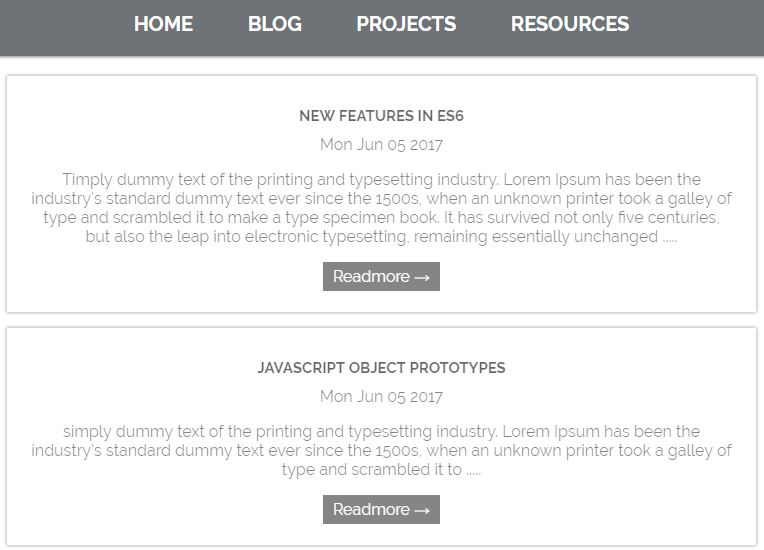 HOME BLOG PROJECTS RESOURCES
NEW FEATURES IN ES6
Mon Jun 05 2017
Timply dummy text of the printing and typesetting industry. Lorem Ipsum has been the
industry's standard dummy text ever since the 1500s, when an unknown printer took a galley of
type and scrambled it to make a type specimen book. It has survived not only five centuries,
but also the leap into electronic typesetting, remaining essentially unchanged .....
Readmore →
JAVASCRIPT OBJECT PROTOTYPES
Mon Jun 05 2017
simply dummy text of the printing and typesetting industry. Lorem Ipsum has been the
industry's standard dummy text ever since the 1500s, when an unknown printer took a galley of
type and scrambled it to .....
Readmore →